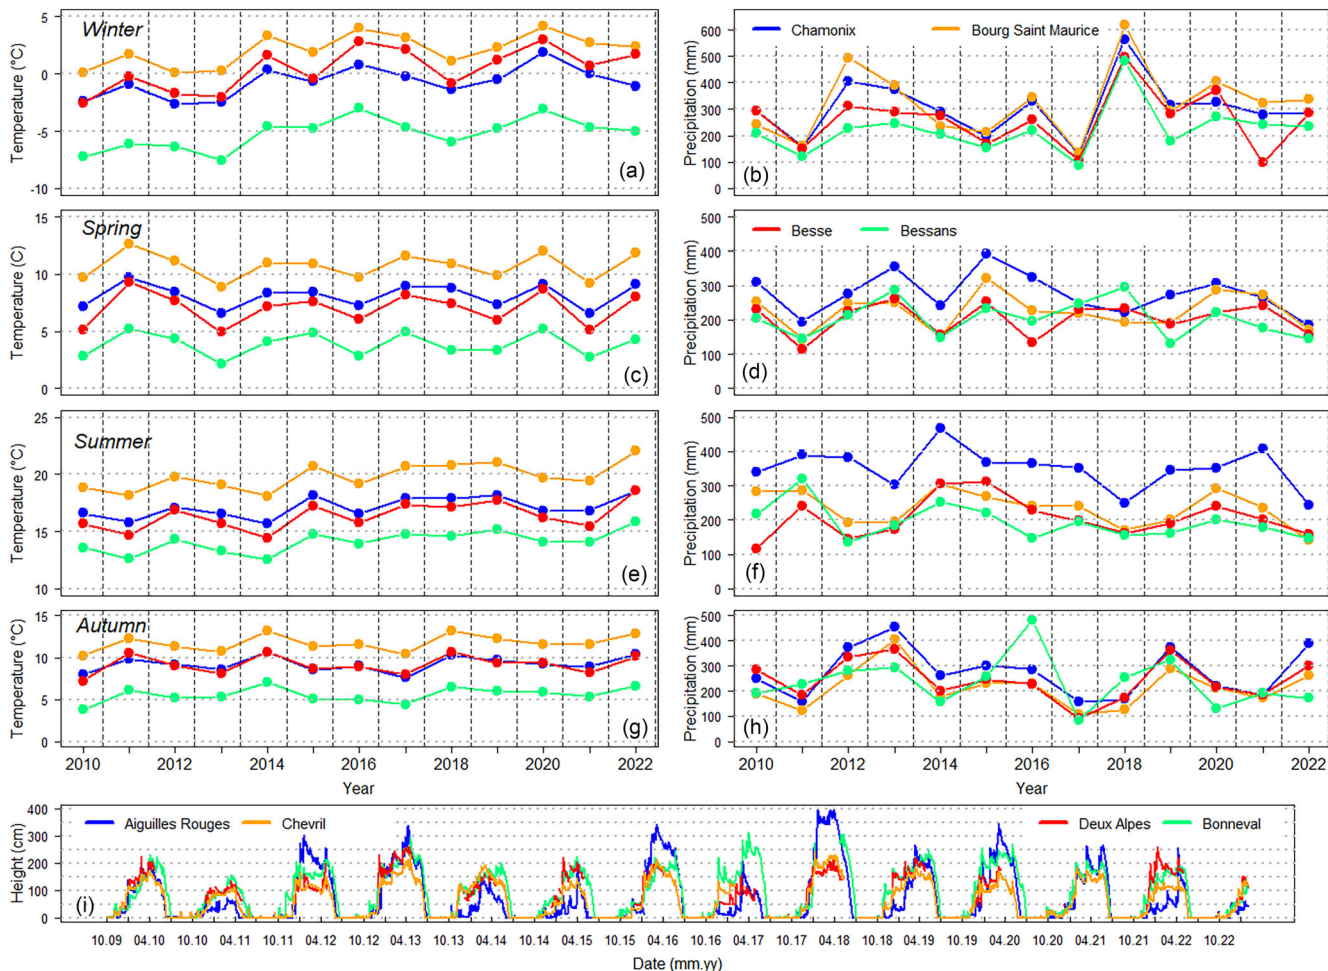 Winter
Temperature (°C)
5
0
-5
-10
(a)
Chamonix
Bourg Saint Maurice
Precipitation (mm)
600
500
400
300
200
100
0
(b)
Spring
Temperature (C)
15
10
5
0
(c)
Besse
Bessans
Precipitation (mm)
500
400
300
200
100
0
(d)
Summer
Temperature (°C)
25
20
15
10
(e)
Precipitation (mm)
500
400
300
200
100
0
(f)
Autumn
Temperature (°C)
15
10
5
0
(g)
2010 2012 2014 2016 2018 2020 2022
Year
Precipitation (mm)
500
400
300
200
100
0
(h)
2010 2012 2014 2016 2018 2020 2022
Year
Aiguilles Rouges
Chevril
Deux Alpes
Bonneval
Height (cm)
400
300
200
100
0
(i)
10.09 04.10 10.10 04.11 10.11 04.12 10.12 04.13 10.13 04.14 10.14 04.15 10.15 04.16 10.16 04.17 10.17 04.18 10.18 04.19 10.19 04.20 10.20 04.21 10.21 04.22 10.22
Date (mm.yy)